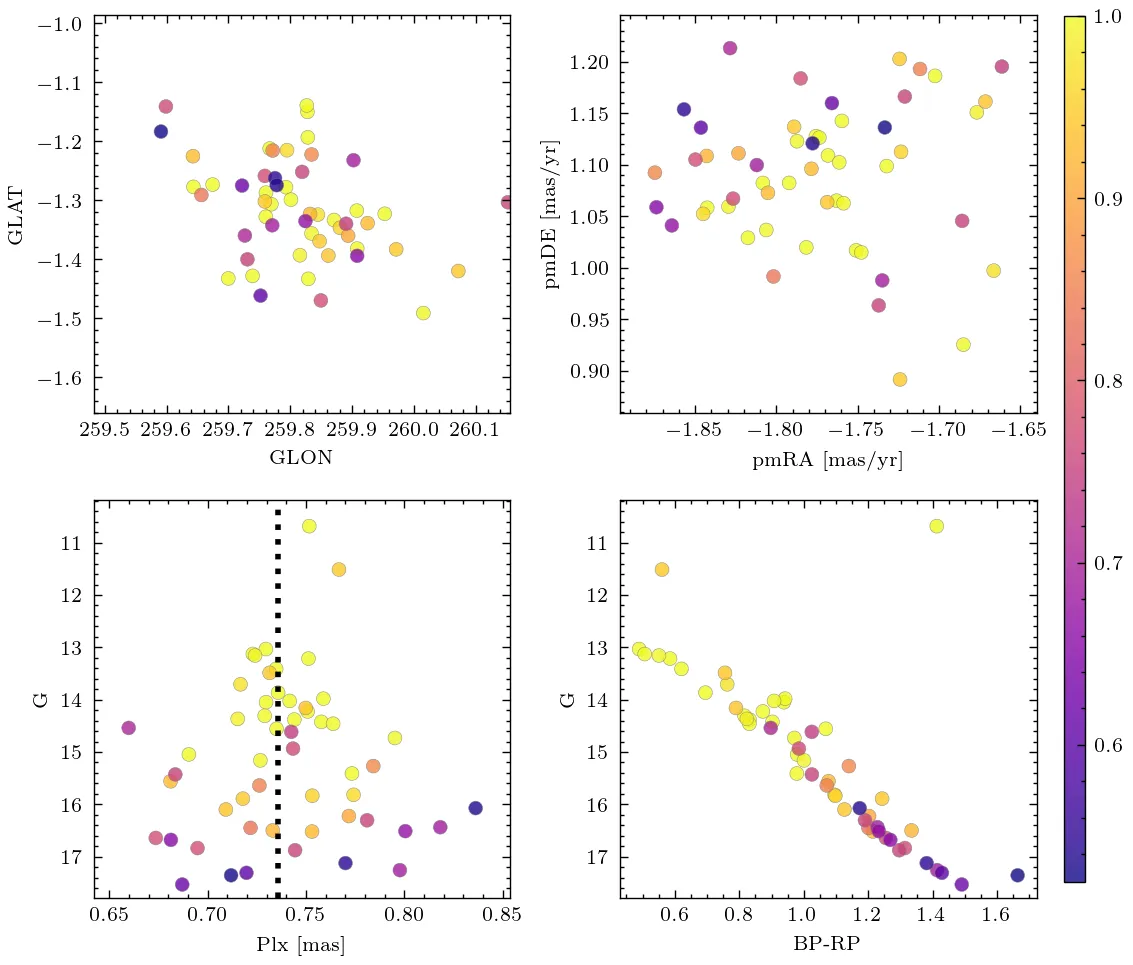 −1.0
−1.1
−1.2
−1.3
−1.4
−1.5
−1.6
GLAT
259.5 259.6 259.7 259.8 259.9 260.0 260.1
GLON
1.20
1.15
1.10
1.05
1.00
0.95
0.90
pmDE [mas/yr]
−1.85 −1.80 −1.75 −1.70 −1.65
pmRA [mas/yr]
11
12
13
14
15
16
17
G
0.65 0.70 0.75 0.80 0.85
Plx [mas]
11
12
13
14
15
16
17
G
0.6 0.8 1.0 1.2 1.4 1.6
BP-RP
1.0
0.9
0.8
0.7
0.6